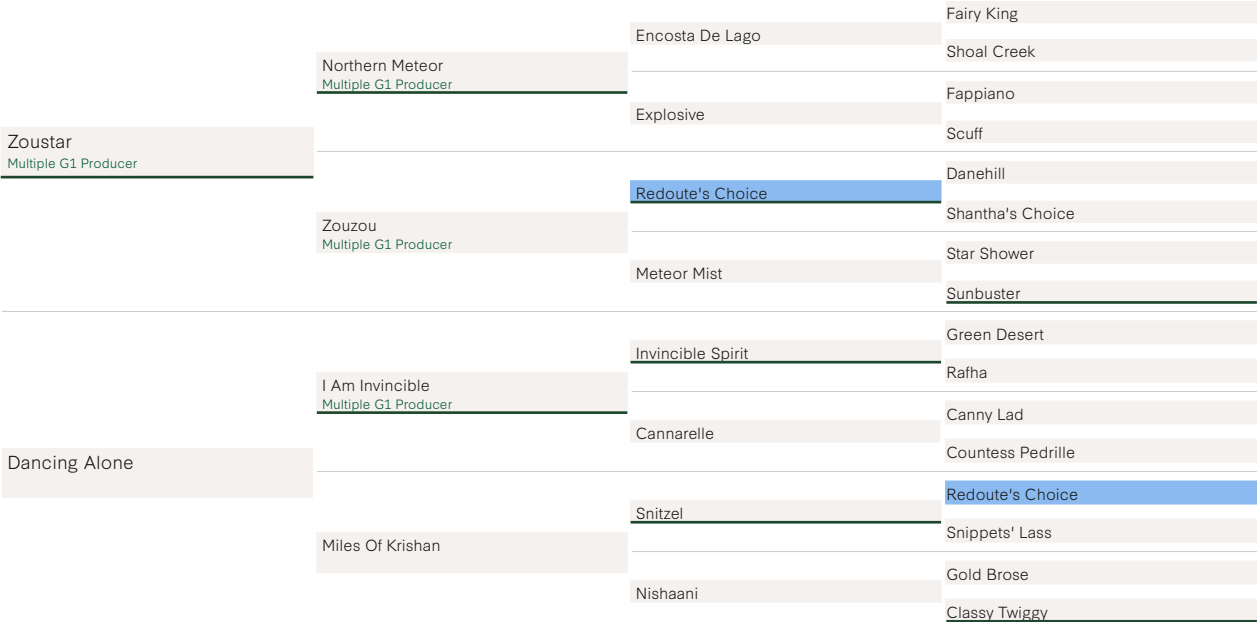 Zoustar
Multiple G1 Producer
Dancing Alone
Northern Meteor
Multiple G1 Producer
Zouzou
Multiple G1 Producer
I Am Invincible
Multiple G1 Producer
Miles Of Krishan
Encosta De Lago
Explosive
Redoute's Choice
Meteor Mist
Invincible Spirit
Cannarelle
Snitzel
Nishaani
Fairy King
Shoal Creek
Fappiano
Scuff
Danehill
Shantha's Choice
Star Shower
Sunbuster
Green Desert
Rafha
Canny Lad
Countess Pedrille
Redoute's Choice
Snippets' Lass
Gold Brose
Classy Twiggy